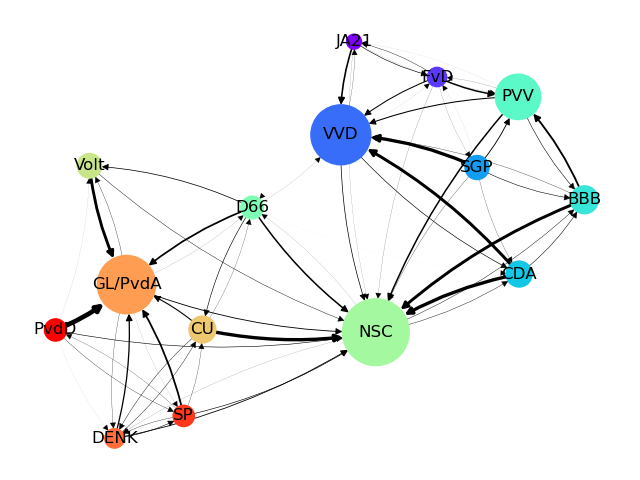 JA21
FvD
PVV
VVD
Volt
SGP
BBB
D66
CDA
GL/PvdA
PvdD
CU
NSC
SP
DENK